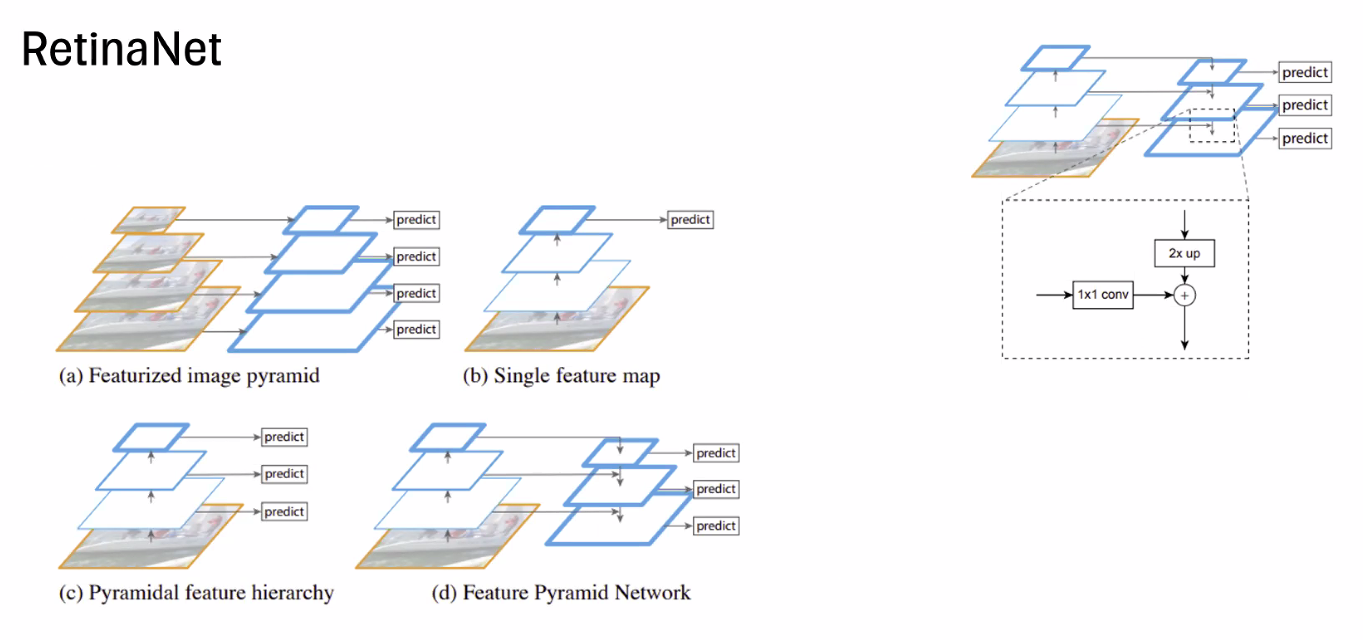 RetinaNet
predict
predict
predict
predict
(a) Featurized image pyramid
predict
(b) Single feature map
predict
predict
predict
(c) Pyramidal feature hierarchy
predict
predict
predict
(d) Feature Pyramid Network
predict
predict
predict
2x up
1x1 conv
+